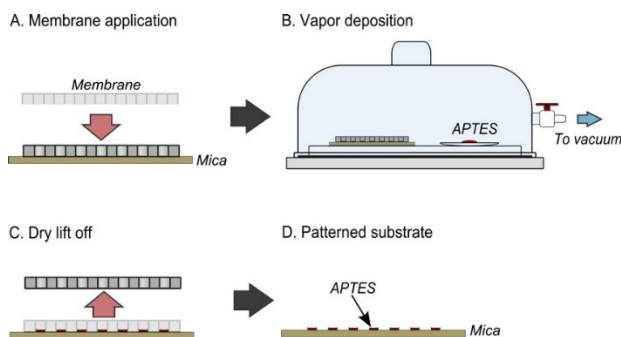 A. Membrane application
B. Vapor deposition
Membrane
Mica
APTES
To vacuum
C. Dry lift off
D. Patterned substrate
APTES
Mica